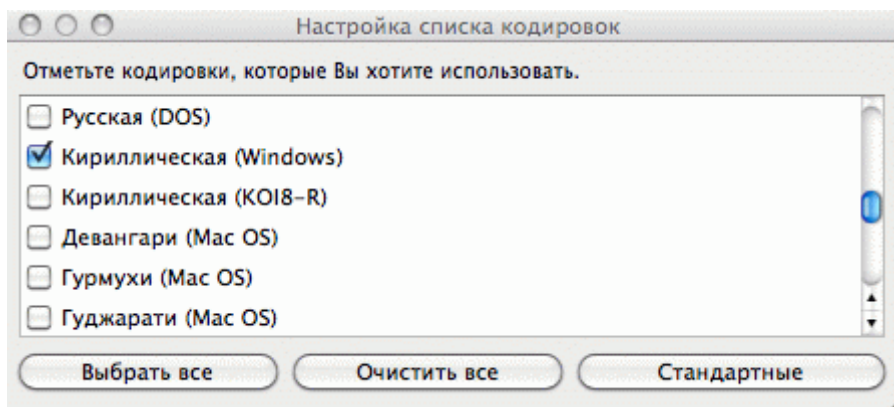 Настройка списка кодировок
Отметьте кодировки, которые Вы хотите использовать.
Русская (DOS)
Кириллическая (Windows)
Кириллическая (KOI8-R)
Девангари (Mac OS)
Гурмухи (Mac OS)
Гуджарати (Mac OS)
Выбрать все Очистить все Стандартные